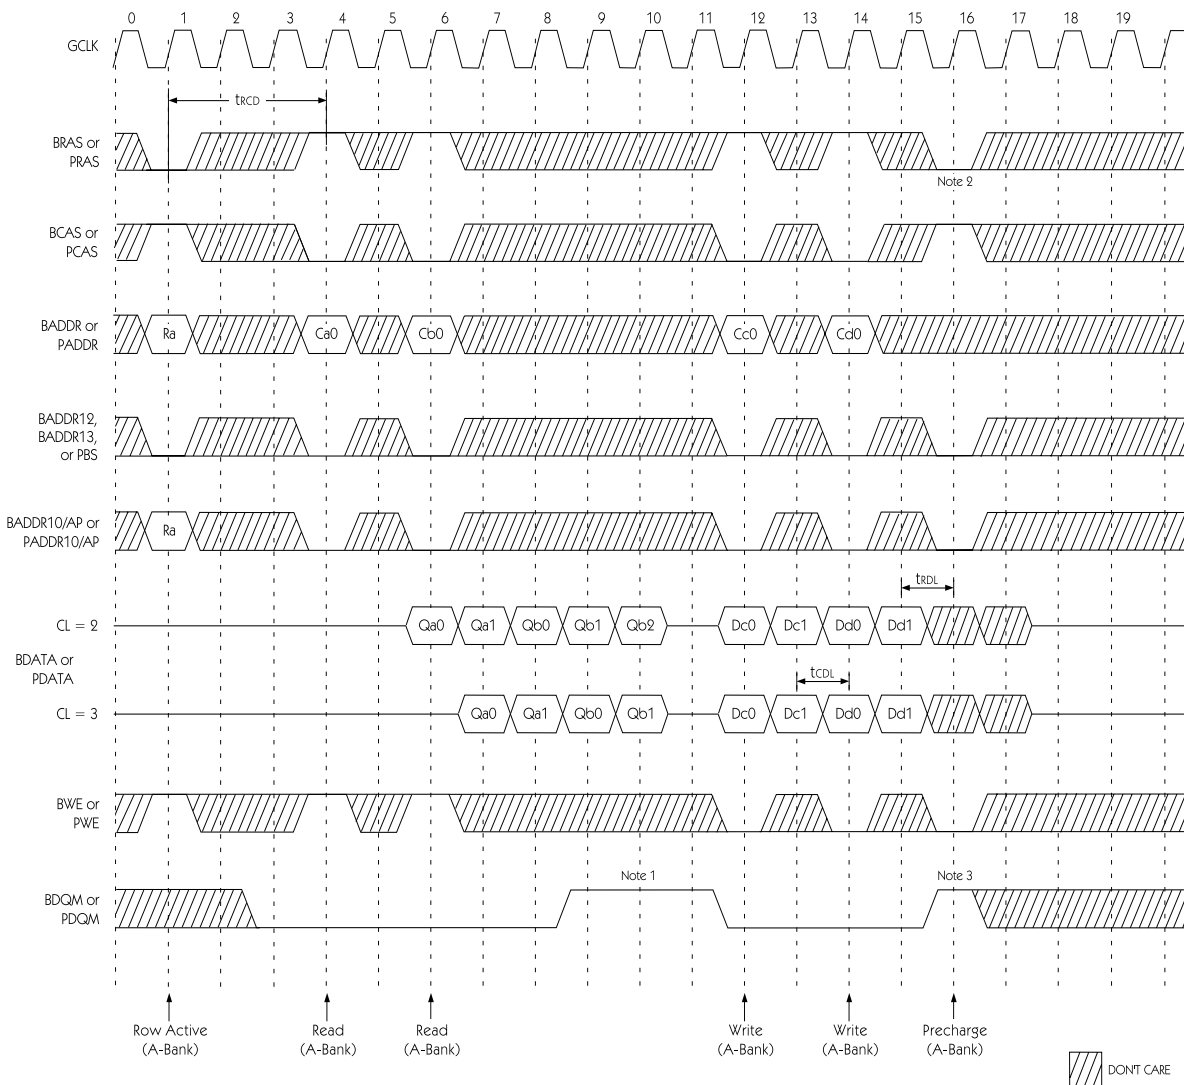 0 1 2 3 4 5 6 7 8 9 10 11 12 13 14 15 16 17 18 19
GCLK
tRCD
BRAS or
PRAS
Note 2
BCAS or
PCAS
BADDR or
PADDR
Ra Ca0 Cb0 Cc0 Cd0
BADDR12,
BADDR13,
or PBS
BADDR10/AP or
PADDR10/AP
Ra
tRDL
CL = 2
Qa0 Qa1 Qb0 Qb1 Qb2 Dc0 Dc1 Dd0 Dd1
BDATA or
PDATA
tCDL
CL = 3
Qa0 Qa1 Qb0 Qb1 Dc0 Dc1 Dd0 Dd1
BWE or
PWE
Note 1
Note 3
BDQM or
PDQM
Row Active
(A-Bank)
Read
(A-Bank)
Read
(A-Bank)
Write
(A-Bank)
Write
(A-Bank)
Precharge
(A-Bank)
DON'T CARE